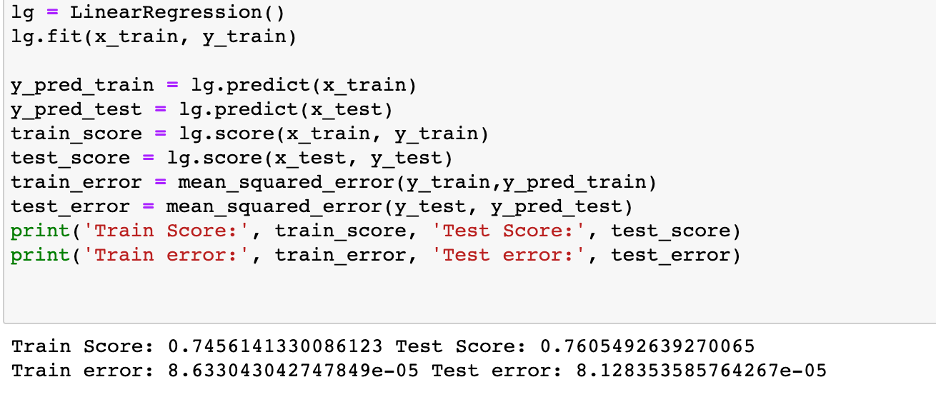 lg = LinearRegression()
lg.fit(x_train, y_train)
y_pred_train = lg.predict(x_train)
y_pred_test = lg.predict(x_test)
train_score = lg.score(x_train, y_train)
test_score = lg.score(x_test, y_test)
train_error = mean_squared_error(y_train,y_pred_train)
test_error = mean_squared_error(y_test, y_pred_test)
print('Train Score:', train_score, 'Test Score:', test_score)
print('Train error:', train_error, 'Test error:', test_error)
Train Score: 0.7456141330086123 Test Score: 0.7605492639270065
Train error: 8.633043042747849e-05 Test error: 8.128353585764267e-05